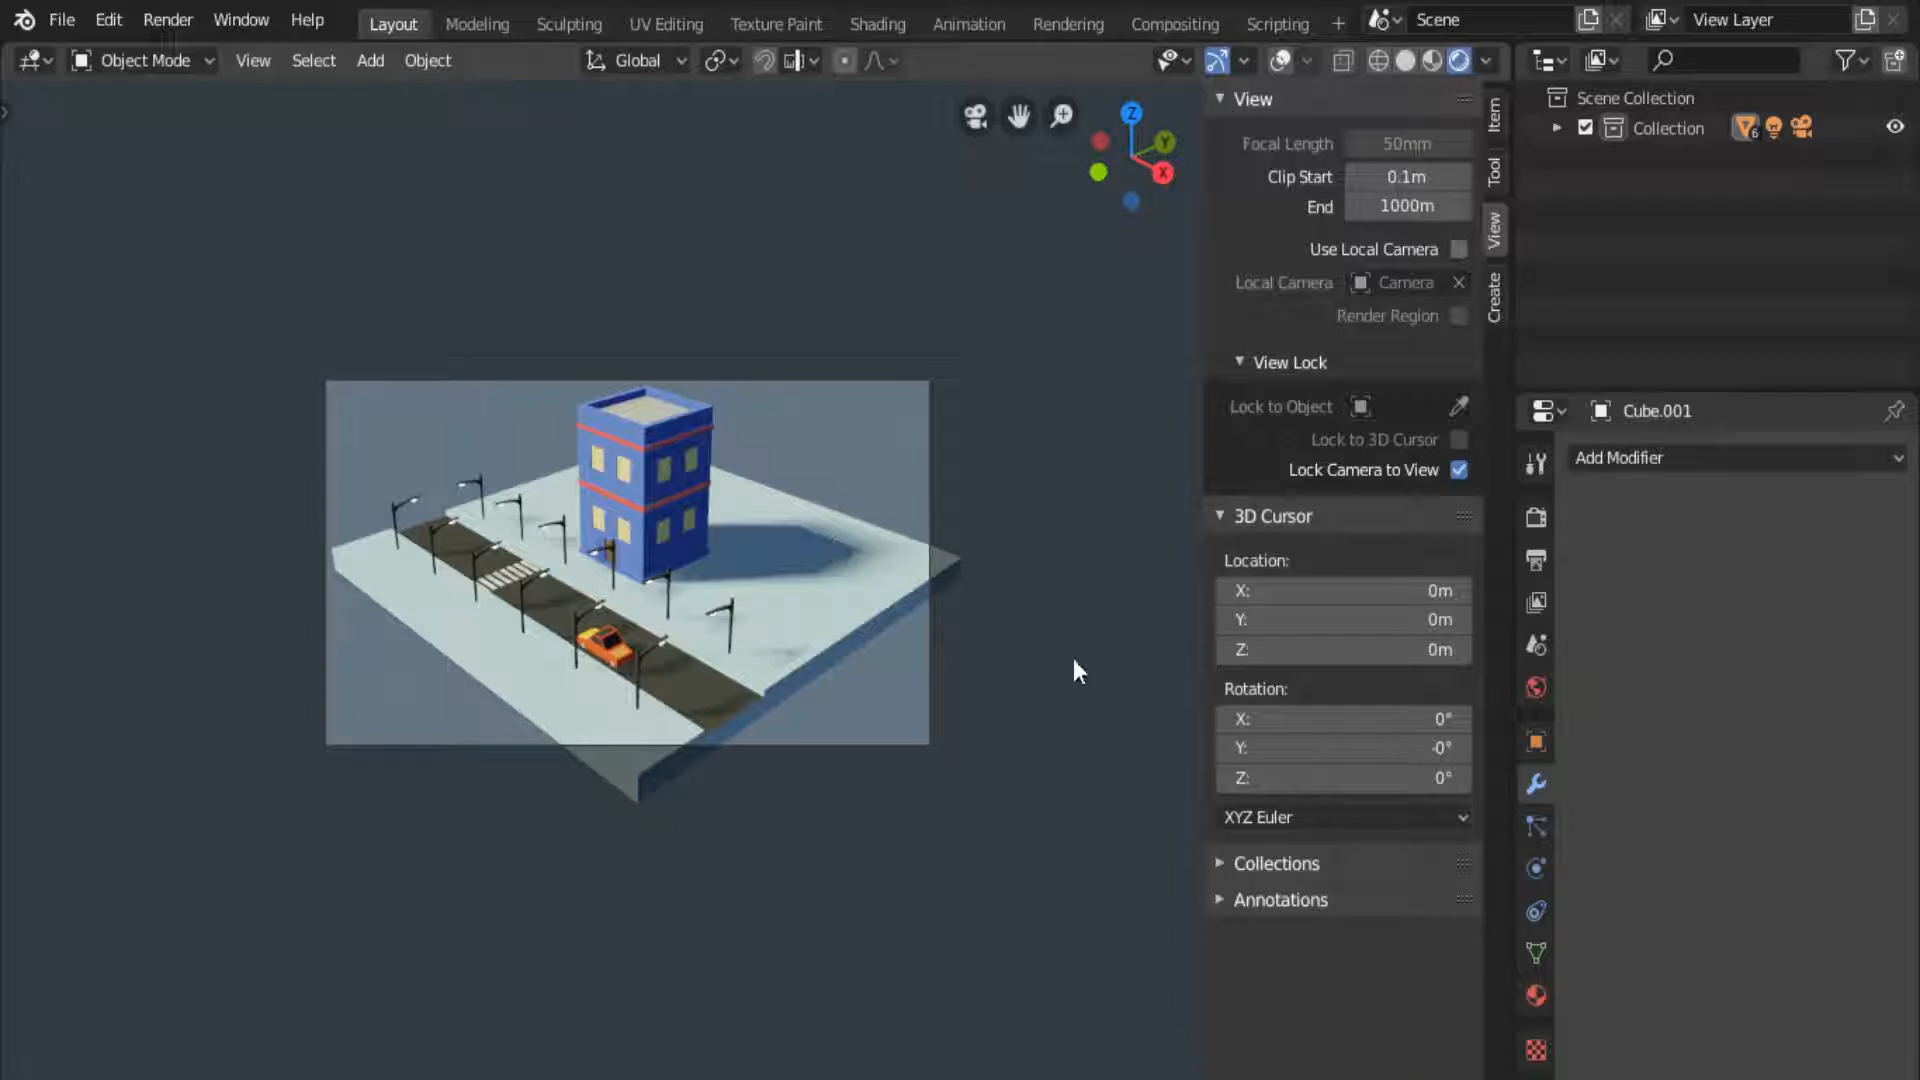 File Edit Render Window Help Layout Modeling Sculpting UV Editing Texture Paint Shading Animation Rendering Compositing Scripting + Scene View Layer
Object Mode View Select Add Object Global
View
Focal Length 50mm
Clip Start 0.1m
End 1000m
Use Local Camera
Local Camera Camera
Render Region
View Lock
Lock to Object
Lock to 3D Cursor
Lock Camera to View
3D Cursor
Location:
X: 0m
Y: 0m
Z: 0m
Rotation:
X: 0°
Y: -0°
Z: 0°
XYZ Euler
Collections
Annotations
Z
Y
X
Item
Tool
View
Create
Scene Collection
Collection 6
Cube.001
Add Modifier